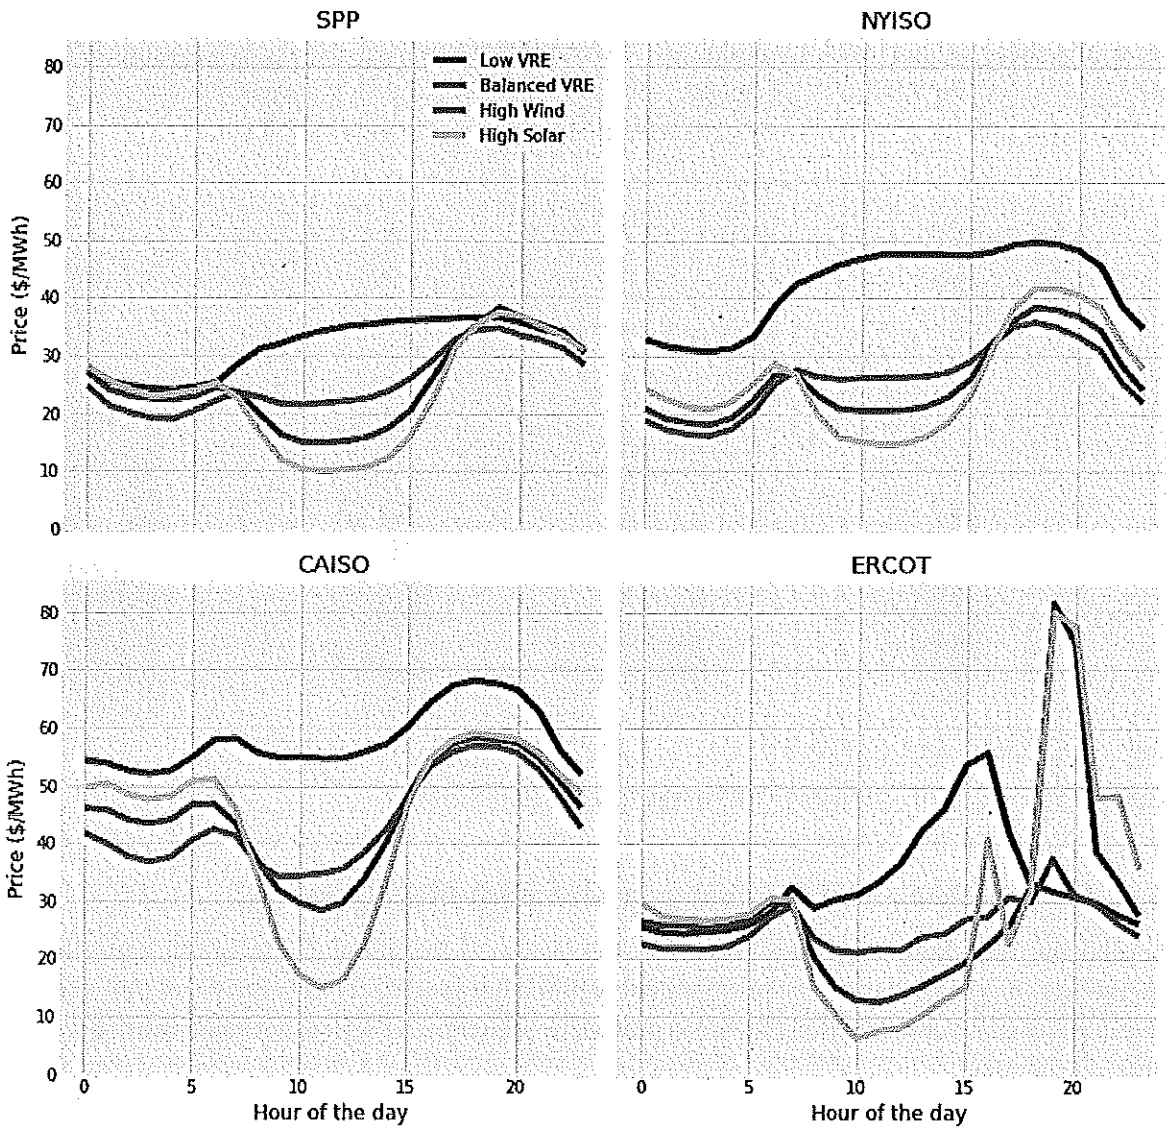 SPP
NYISO
80
70
60
50
40
30
20
10
0
Price ($/MWh)
Low VRE
Balanced VRE
High Wind
High Solar
CAISO
ERCOT
80
70
60
50
40
30
20
10
0
Price ($/MWh)
0 5 10 15 20
0 5 10 15 20
Hour of the day
Hour of the day